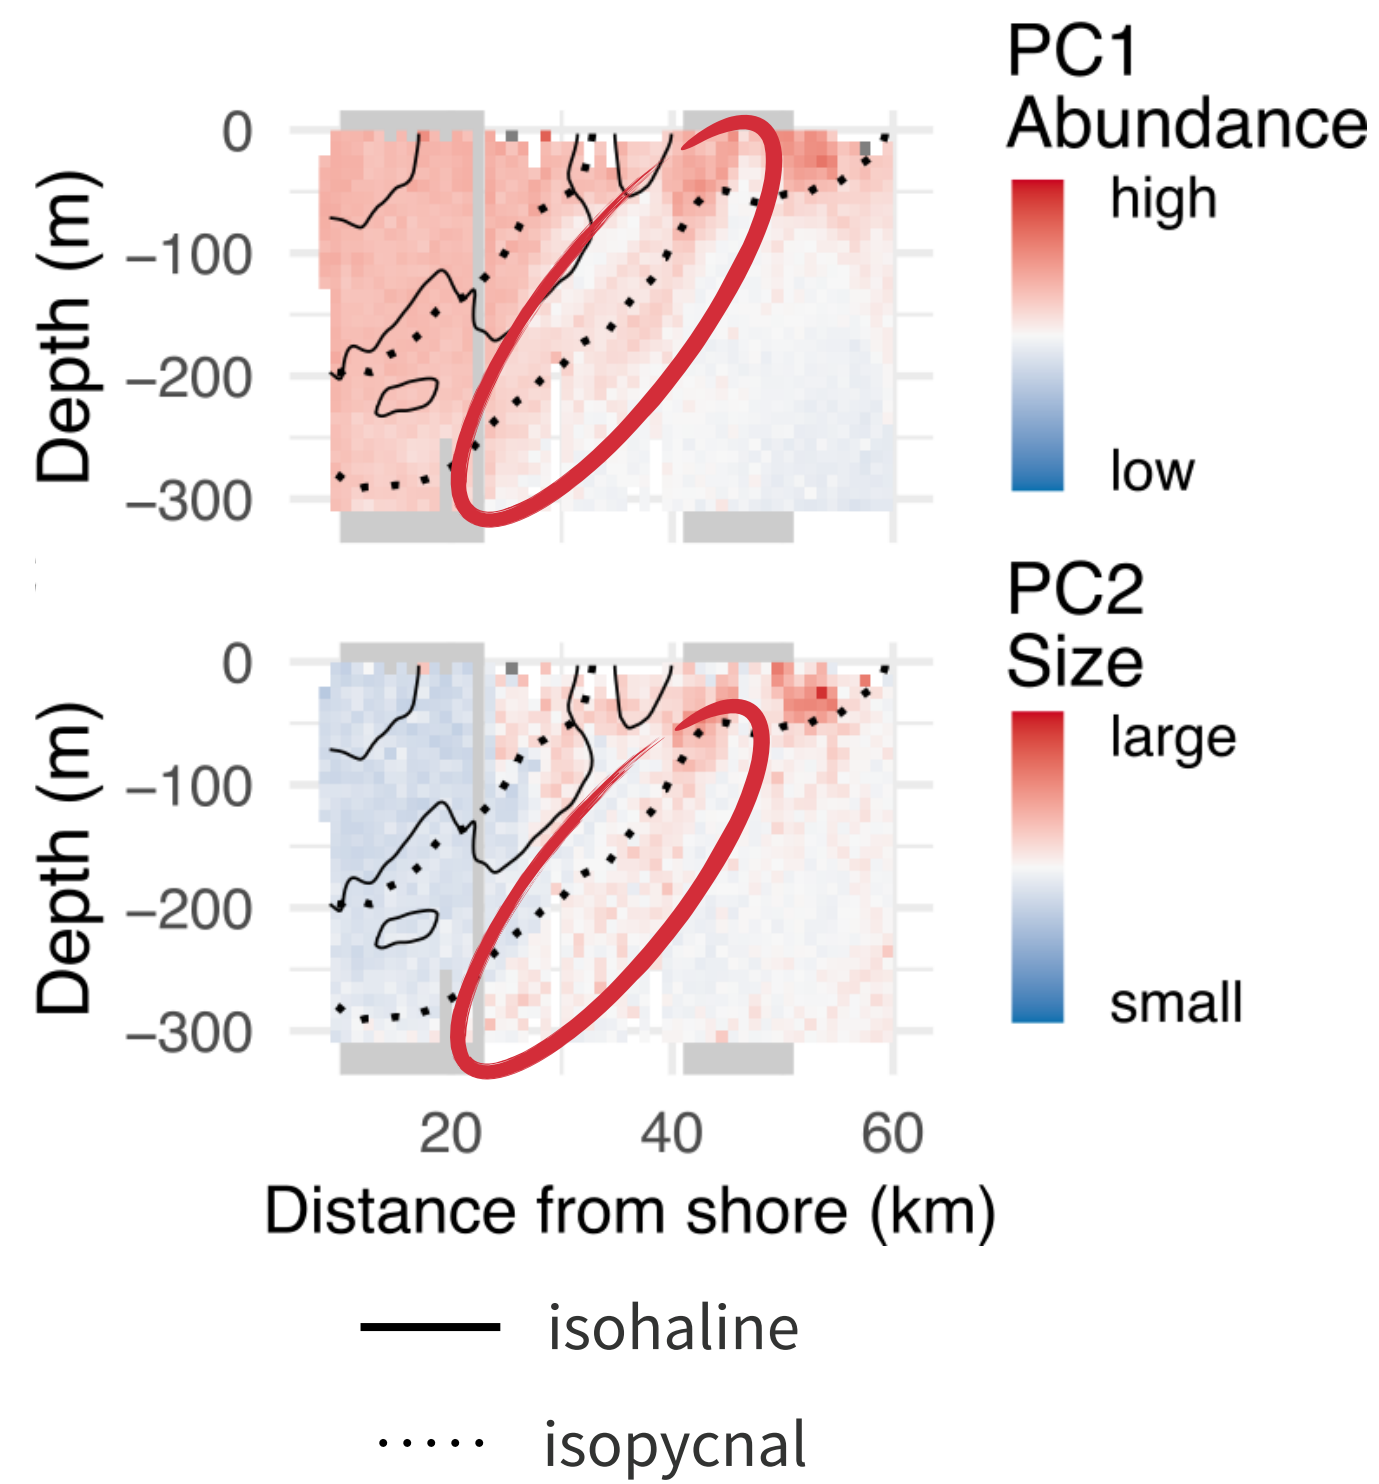 PC1
Abundance
high
low
0
−100
−200
−300
Depth (m)
PC2
Size
large
small
0
−100
−200
−300
Depth (m)
20 40 60
Distance from shore (km)
isohaline
isopycnal